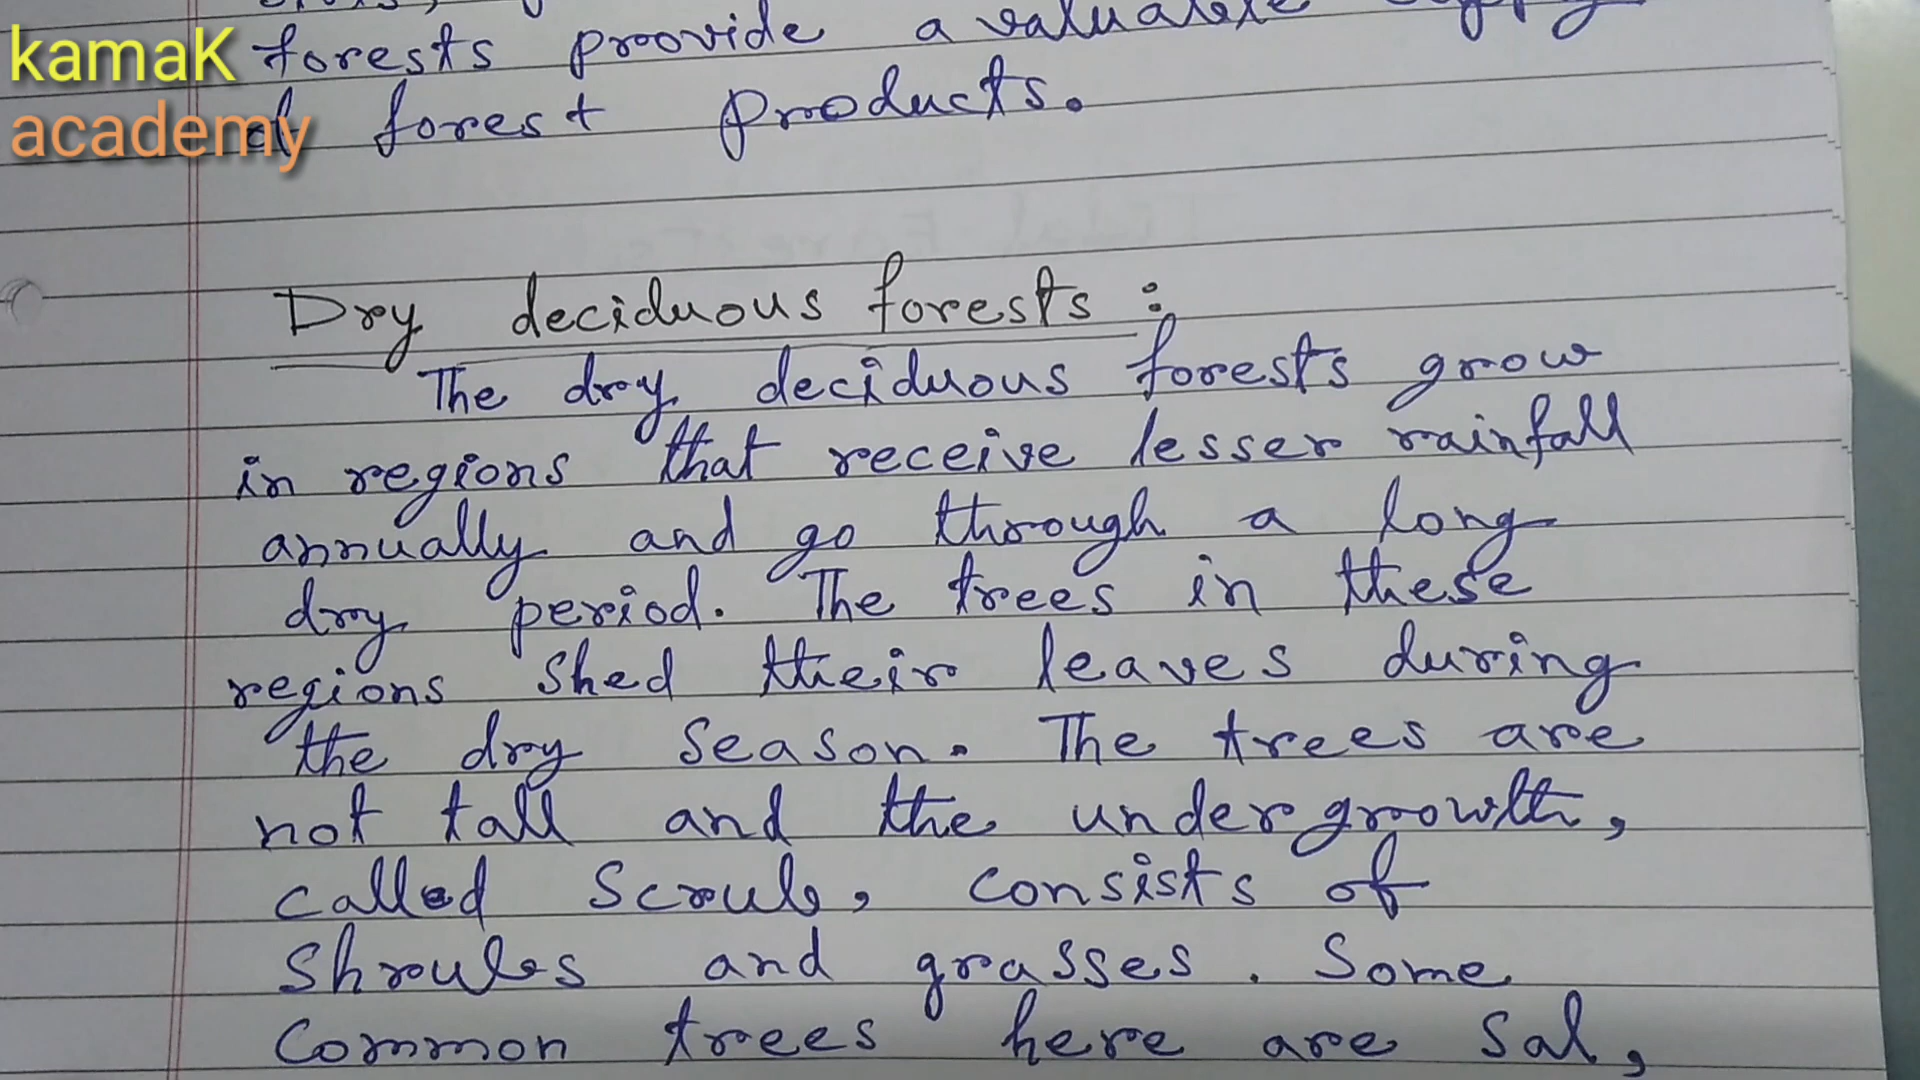 forests provide a valuable
kamaK
academy
of forest products.
Dry deciduous forests :
The dry deciduous forests grow
in regions that receive lesser rainfall
annually and go through a long
dry period. The trees in these
regions shed their leaves during
the dry season. The trees are
not tall and the undergrowth,
called Scrub, consists of
Shrubs and grasses. Some
Common trees here are Sal,